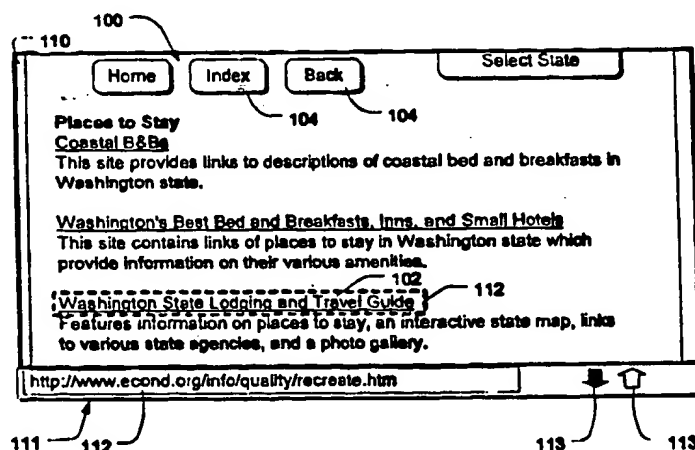 100
110
Home Index Back Select State
104 104
Places to Stay
Coastal B&Bs
This site provides links to descriptions of coastal bed and breakfasts in
Washington state.
Washington's Best Bed and Breakfasts, Inns, and Small Hotels
This site contains links of places to stay in Washington state which
provide information on their various amenities.
102
Washington State Lodging and Travel Guide 112
Features information on places to stay, an interactive state map, links
to various state agencies, and a photo gallery.
http://www.econd.org/info/quality/recreate.htm
111 112 113 113